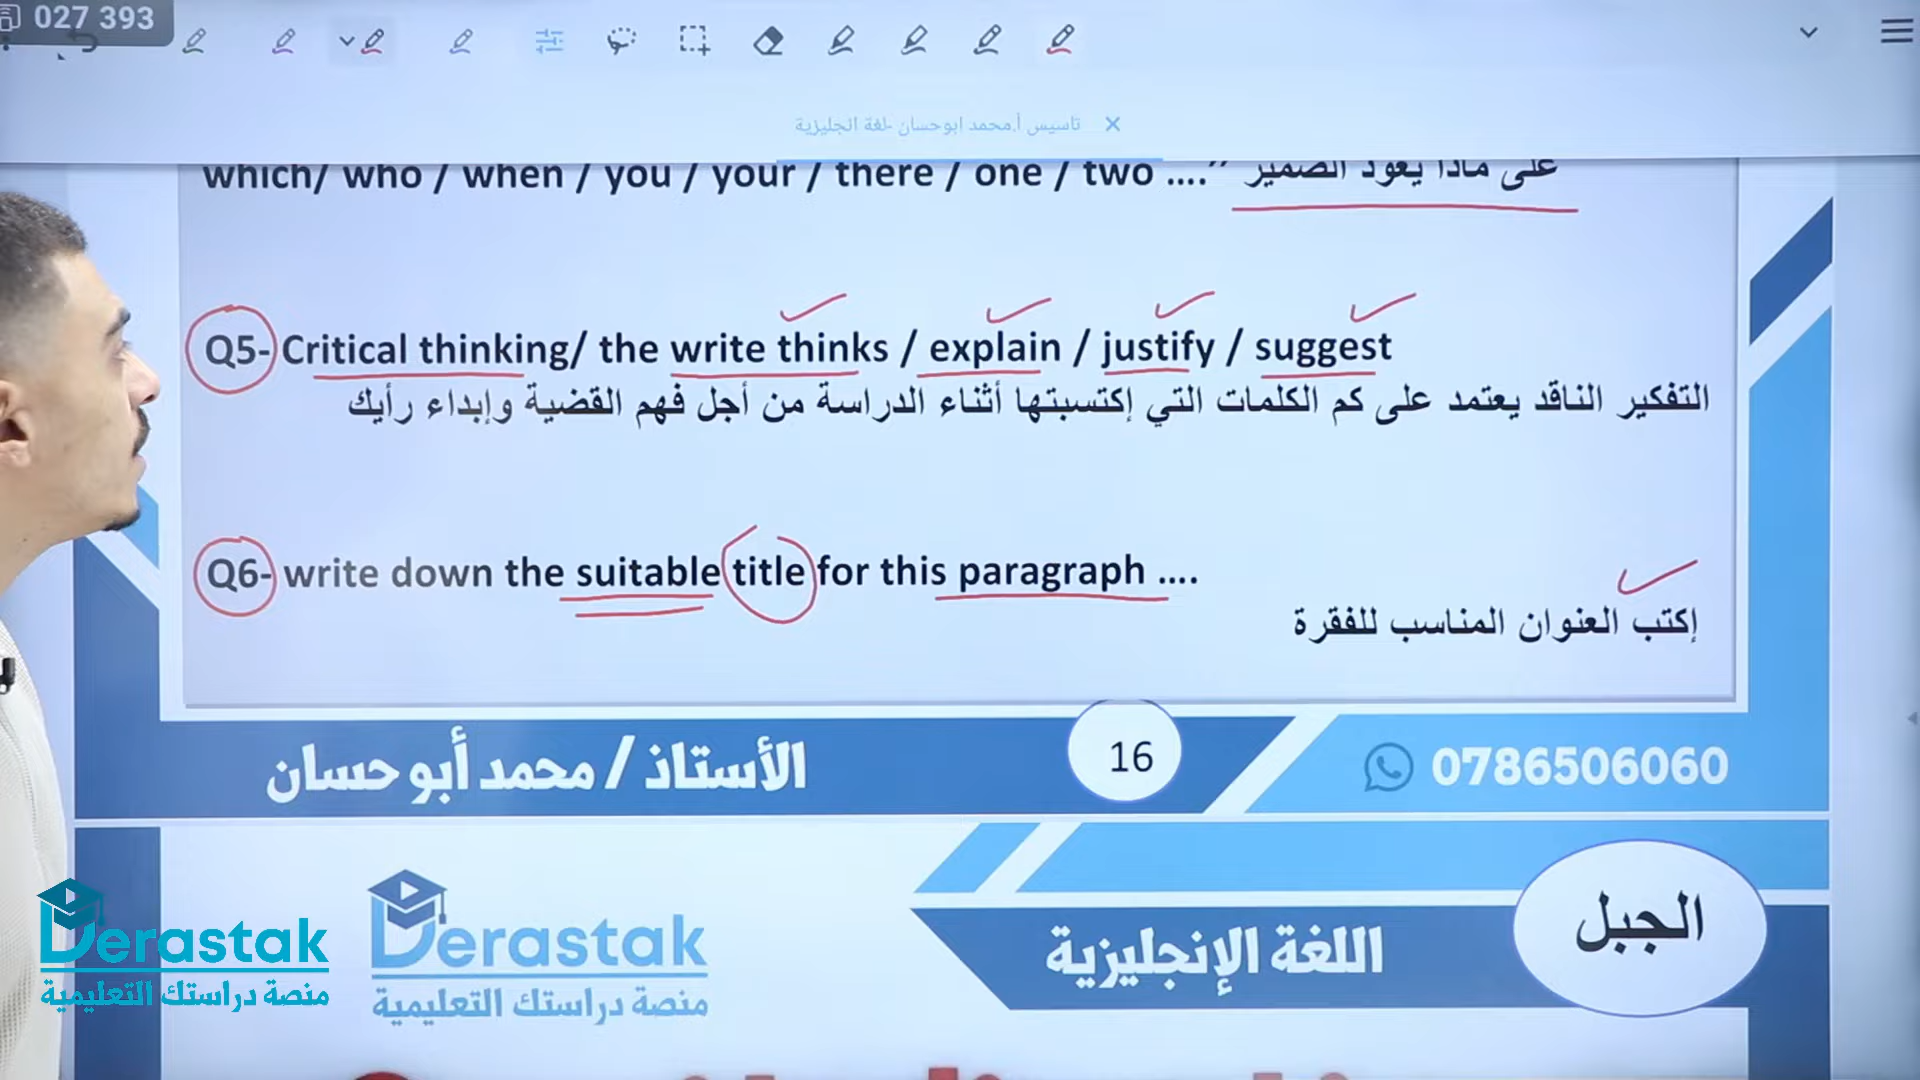 027 393
تاسيس أ.محمد ابوحسان -لغة انجليزية
which/ who / when / you / your / there / one / two ....” على ماذا يعود الضمير
Q5- Critical thinking/ the write thinks / explain / justify / suggest
التفكير الناقد يعتمد على كم الكلمات التي إكتسبتها أثناء الدراسة من أجل فهم القضية وإبداء رأيك
Q6- write down the suitable title for this paragraph ....
إكتب العنوان المناسب للفقرة
الأستاذ / محمد أبو حسان
16
0786506060
Derastak
منصة دراستك التعليمية
Derastak
منصة دراستك التعليمية
اللغة الإنجليزية
الجبل